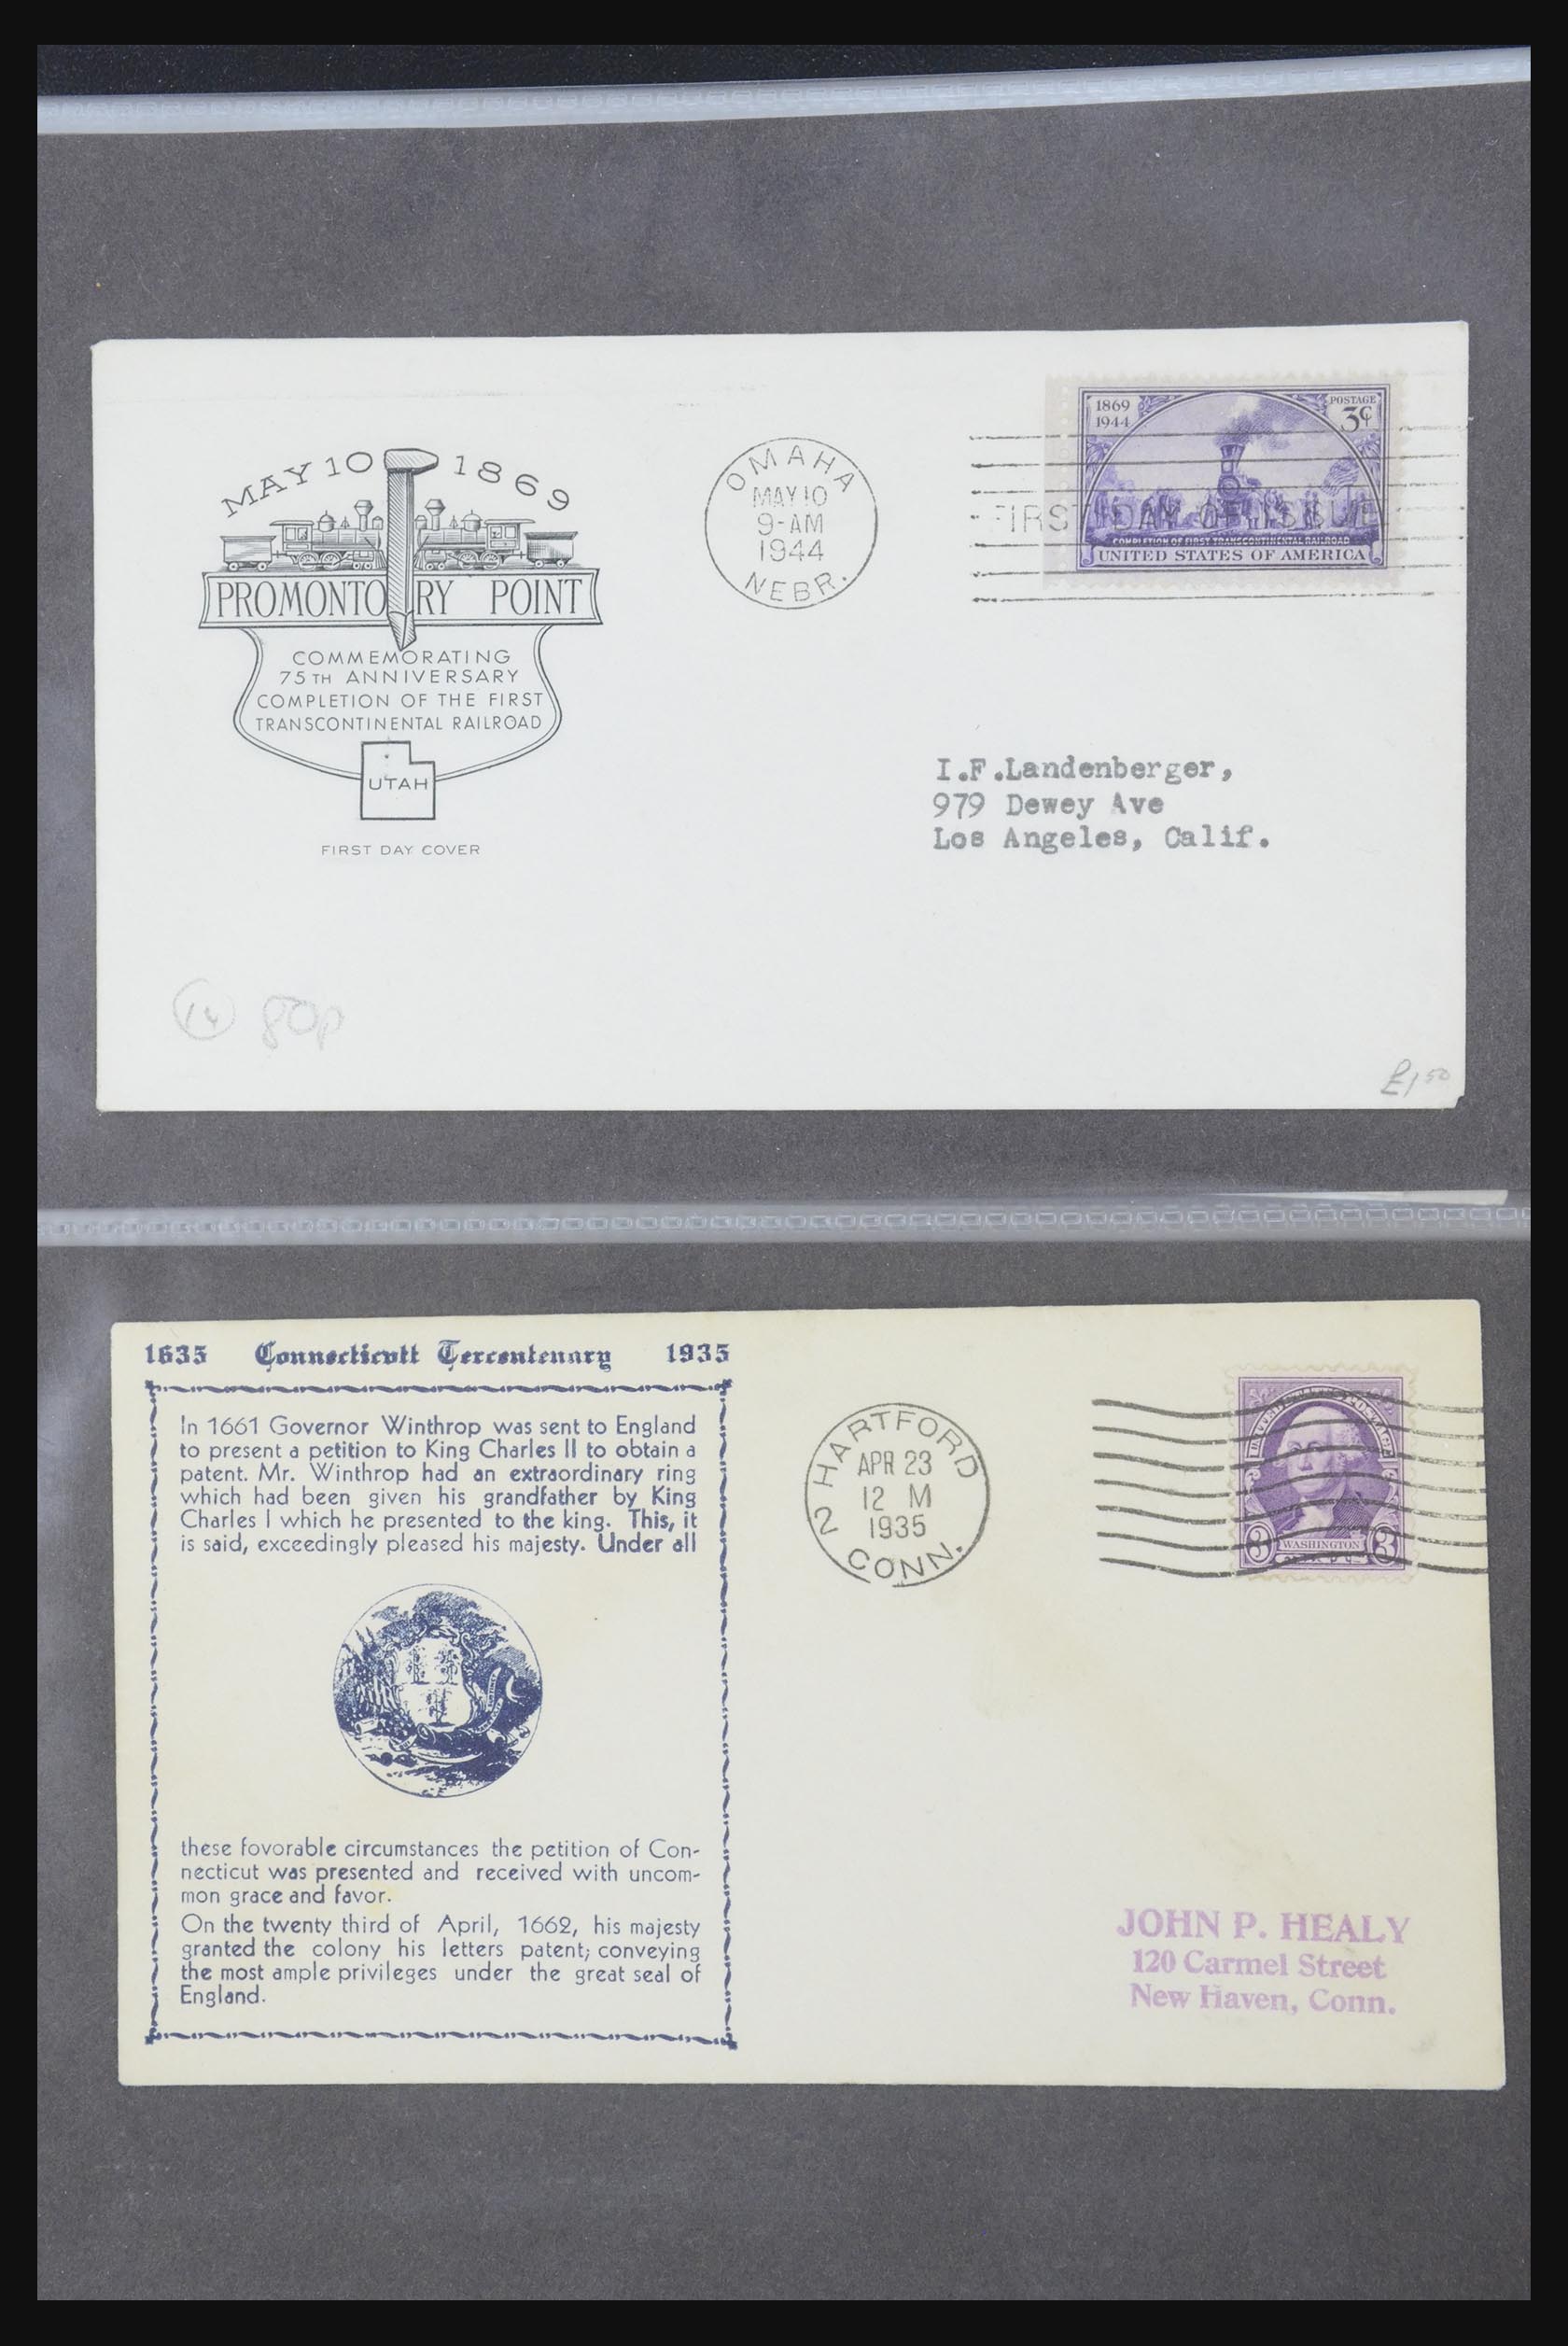 MAY 10 1869
PROMONTORY POINT
COMMEMORATING
75TH ANNIVERSARY
COMPLETION OF THE FIRST
TRANSCONTINENTAL RAILROAD
UTAH
FIRST DAY COVER
OMAHA
MAY 10
9-AM
1944
NEBR.
1869
1944
POSTAGE
3¢
FIRST DAY OF ISSUE
COMPLETION OF FIRST TRANSCONTINENTAL RAILROAD
UNITED STATES OF AMERICA
I.F.Landenberger,
979 Dewey Ave
Los Angeles, Calif.
14 80p
£1 50
1635 Connecticutt Tercentenary 1935
In 1661 Governor Winthrop was sent to England
to present a petition to King Charles II to obtain a
patent. Mr. Winthrop had an extraordinary ring
which had been given his grandfather by King
Charles I which he presented to the king. This, it
is said, exceedingly pleased his majesty. Under all
these fovorable circumstances the petition of Con-
necticut was presented and received with uncom-
mon grace and favor.
On the twenty third of April, 1662, his majesty
granted the colony his letters patent; conveying
the most ample privileges under the great seal of
England.
HARTFORD
2
APR 23
12 M
1935
CONN.
3 WASHINGTON 3
JOHN P. HEALY
120 Carmel Street
New Haven, Conn.